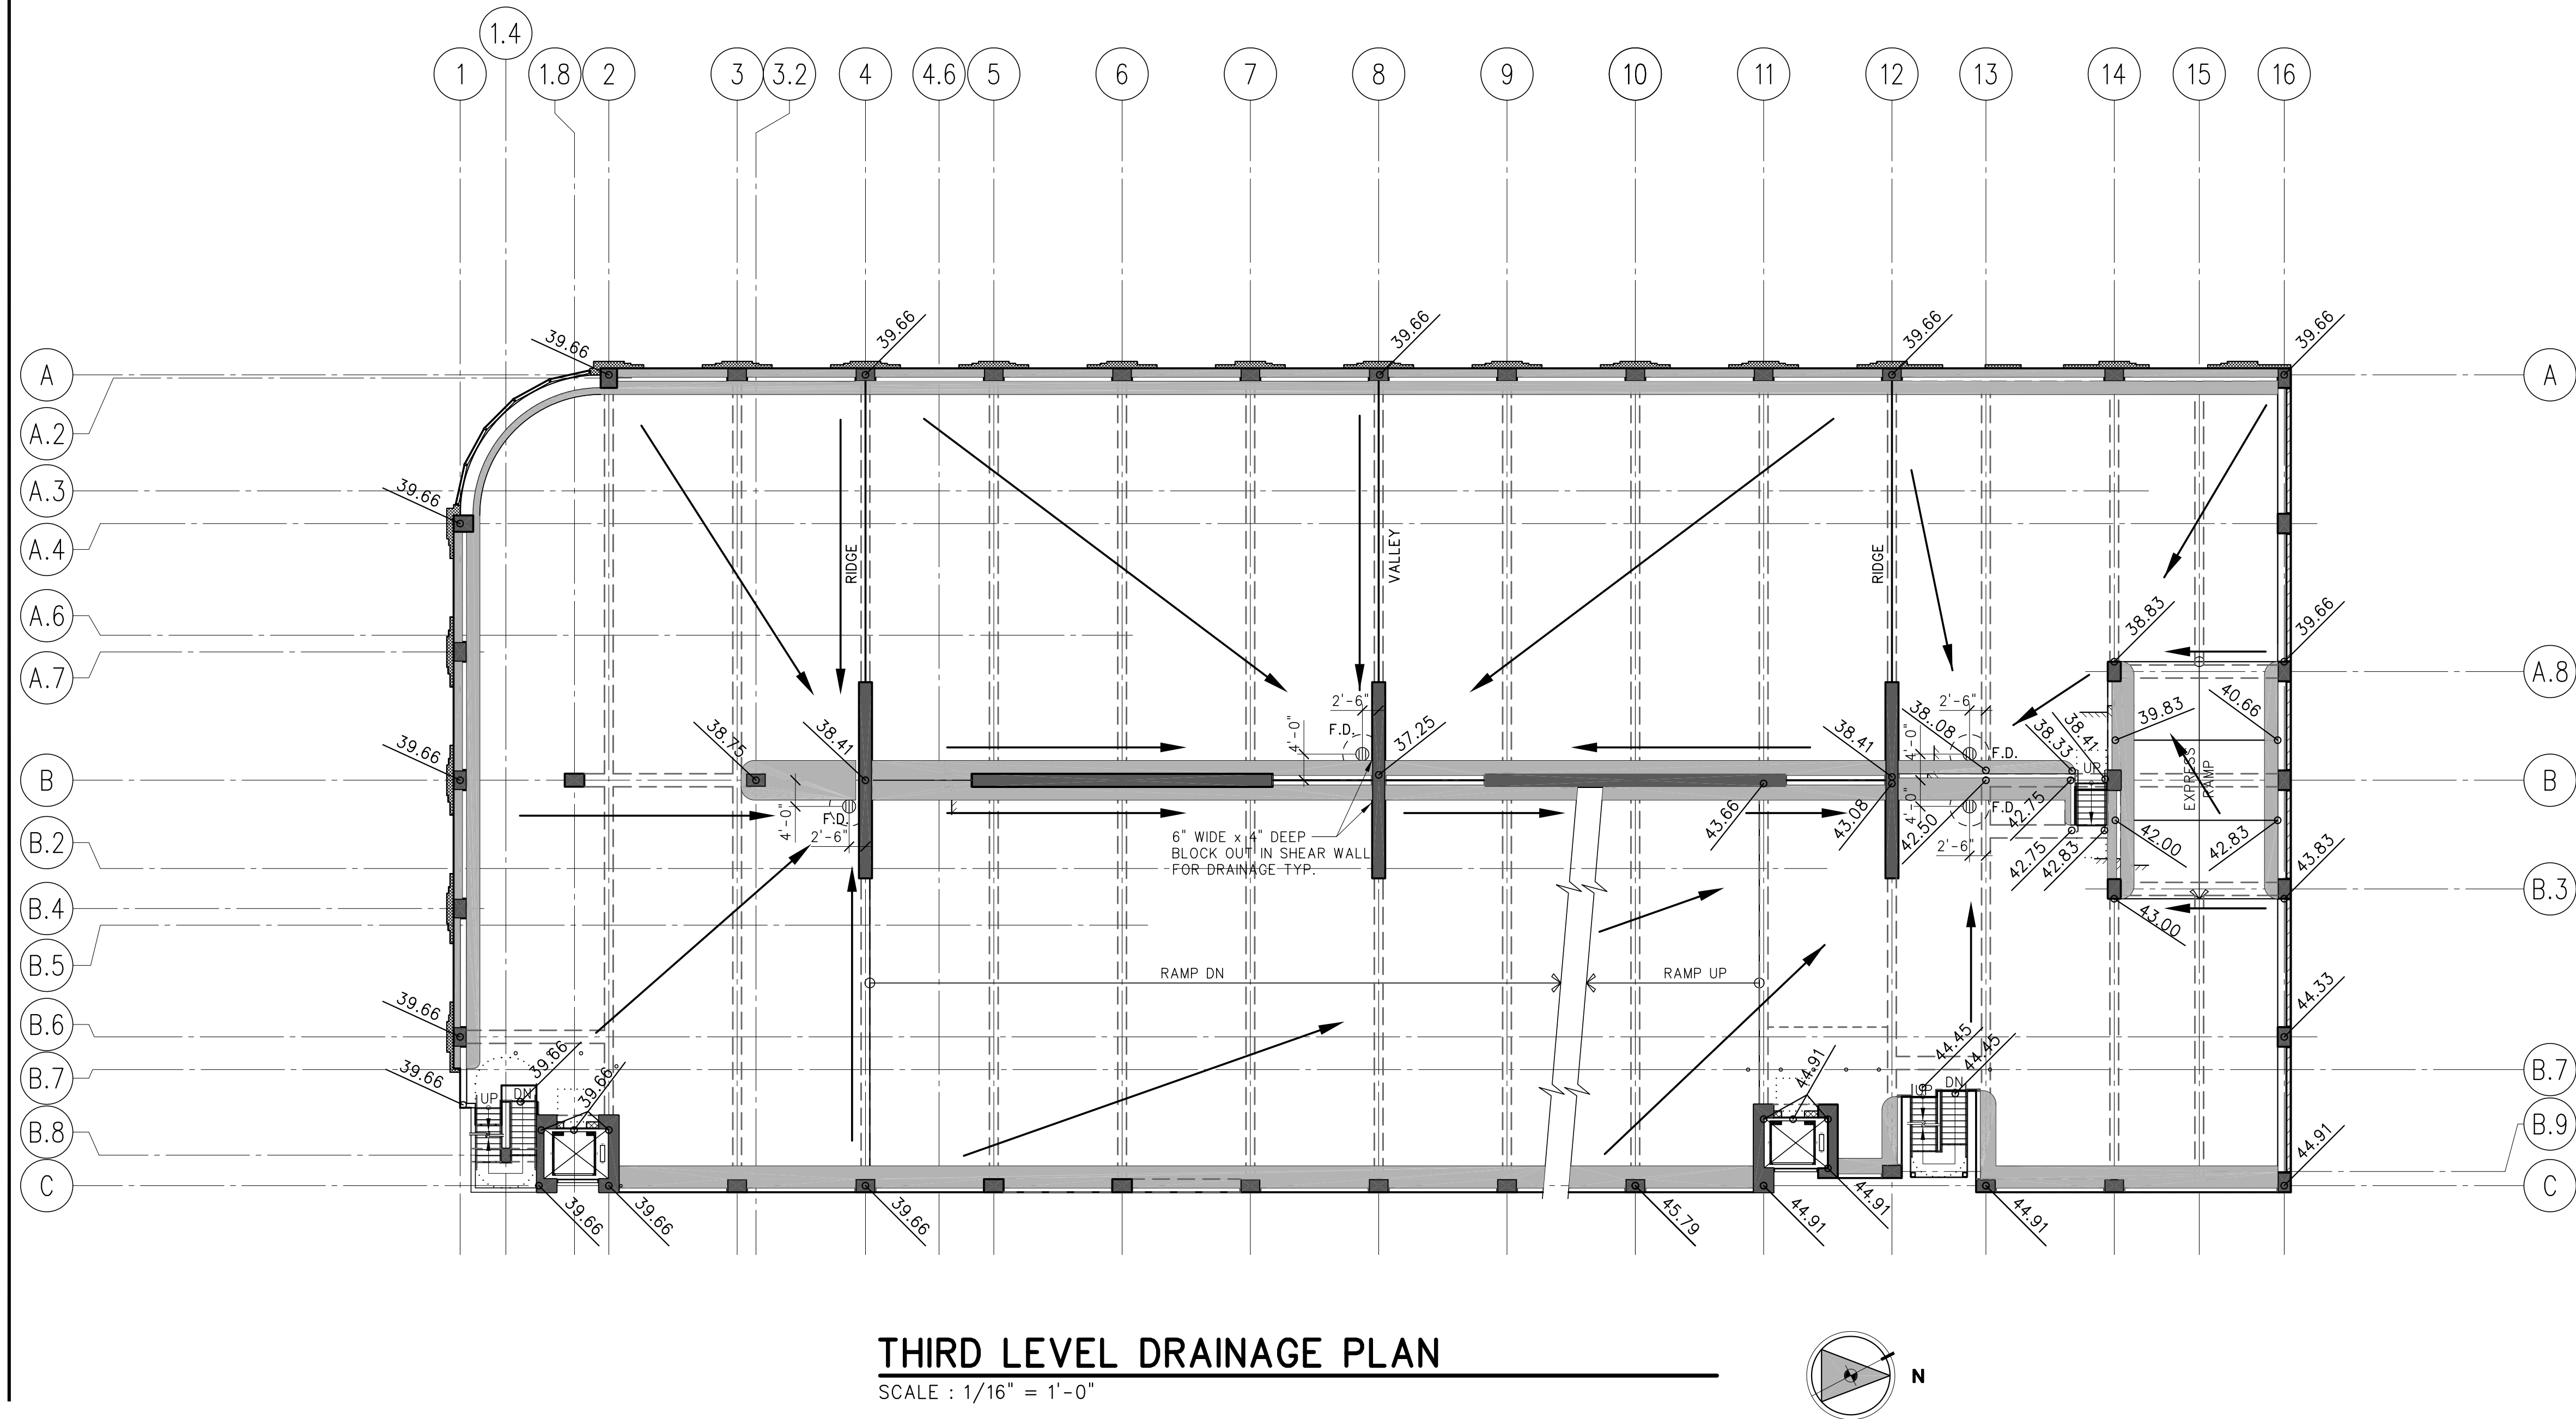 1.4
1
1.8
2
3
3.2
4
4.6
5
6
7
8
9
10
11
12
13
14
15
16
39.66
39.66
39.66
39.66
39.66
A
A
A.2
A.3
39.66
A.4
RIDGE
VALLEY
RIDGE
A.6
38.83
39.66
A.7
A.8
2'-6"
2'-6"
4'-0"
F.D.
37.25
38.75
38.41
38.41
38..08
4'-0"
F.D.
38.33
38.41
39.83
40.66
39.66
B
UP
EXPRESS
RAMP
B
4'-0"
F.D.
2'-6"
43.66
43.08
4'-0"
42.50
F.D.
2'-6"
42.75
42.75
42.83
42.00
42.83
43.83
6" WIDE x 4" DEEP
BLOCK OUT IN SHEAR WALL
FOR DRAINAGE TYP.
B.2
B.3
B.4
43.00
B.5
RAMP DN
RAMP UP
39.66
44.33
B.6
39.66
39.66
39.66
44.91
44.45
44.45
B.7
B.7
UP
DN
UP
DN
B.8
B.9
44.91
C
C
39.66
39.66
39.66
45.79
44.91
44.91
44.91
THIRD LEVEL DRAINAGE PLAN
SCALE : 1/16" = 1'-0"
N